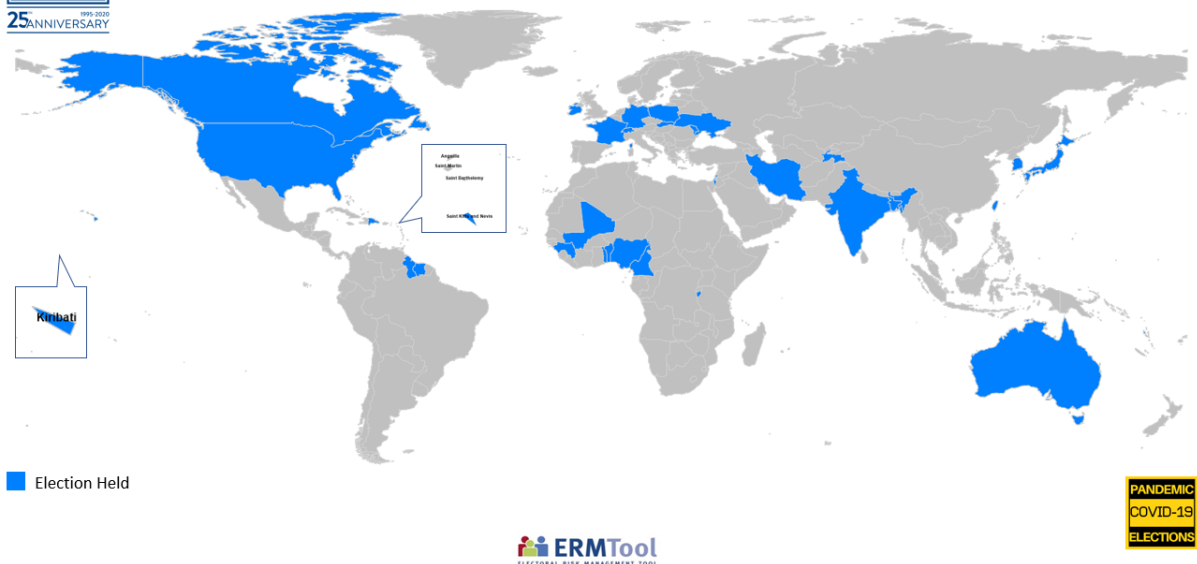 25TH 1995-2020
ANNIVERSARY
Anguilla
Saint Martin
Saint Barthelemy
Saint Kitts and Nevis
Kiribati
Election Held
PANDEMIC
COVID-19
ELECTIONS
ERMTool
ELECTORAL RISK MANAGEMENT TOOL